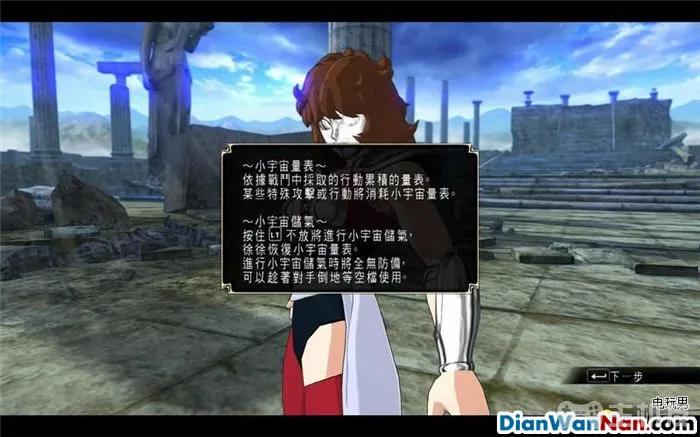 ～小宇宙量表～
依據戰鬥中採取的行動累積的量表。
某些特殊攻擊或行動將消耗小宇宙量表。
～小宇宙儲氣～
按住L1不放將進行小宇宙儲氣，
徐徐恢復小宇宙量表。
進行小宇宙儲氣時將全無防備，
可以趁著對手倒地等空檔使用。
下一步
电玩男
DianWanNan.com